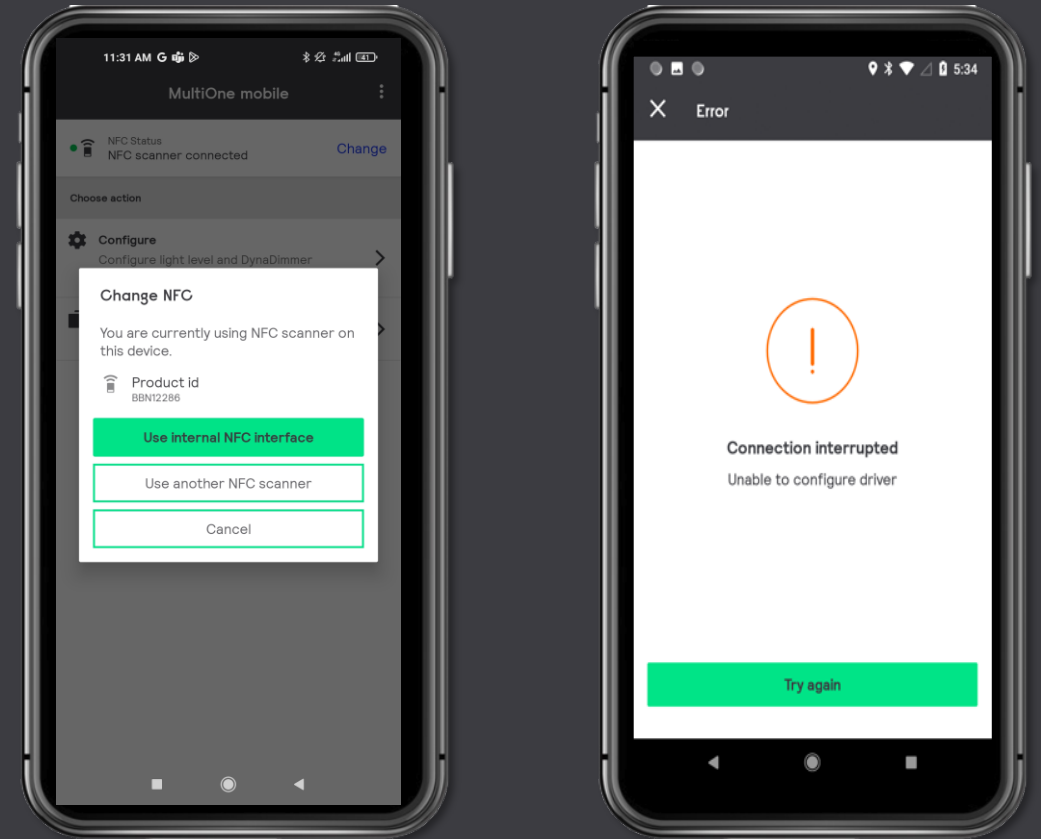 11:31 AM G
4G
41
MultiOne mobile
NFC Status
NFC scanner connected
Change
Choose action
Configure
Configure light level and DynaDimmer
Change NFC
You are currently using NFC scanner on
this device.
Product id
BBN12286
Use internal NFC interface
Use another NFC scanner
Cancel
5:34
Error
Connection interrupted
Unable to configure driver
Try again